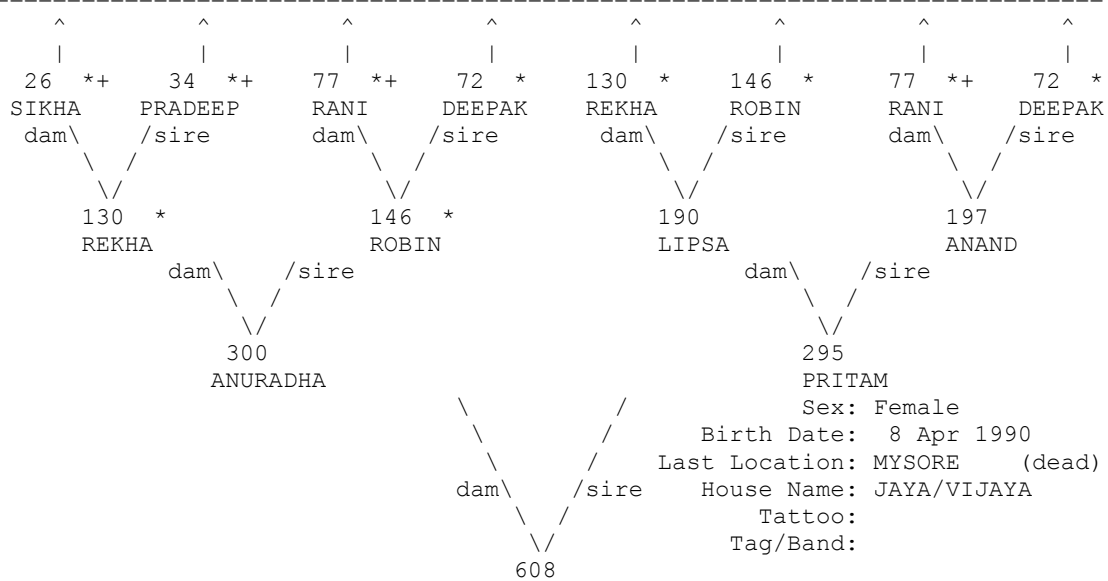 26 *+ 34 *+ 77 *+ 72 * 130 * 146 * 77 *+ 72 *
SIKHA PRADEEP RANI DEEPAK REKHA ROBIN RANI DEEPAK
dam\ /sire dam\ /sire dam\ /sire dam\ /sire
130 * 146 * 190 197
REKHA ROBIN LIPSA ANAND
dam\ /sire dam\ /sire
300 295
ANURADHA PRITAM
Sex: Female
Birth Date: 8 Apr 1990
Last Location: MYSORE (dead)
dam\ /sire House Name: JAYA/VIJAYA
Tattoo:
Tag/Band:
608